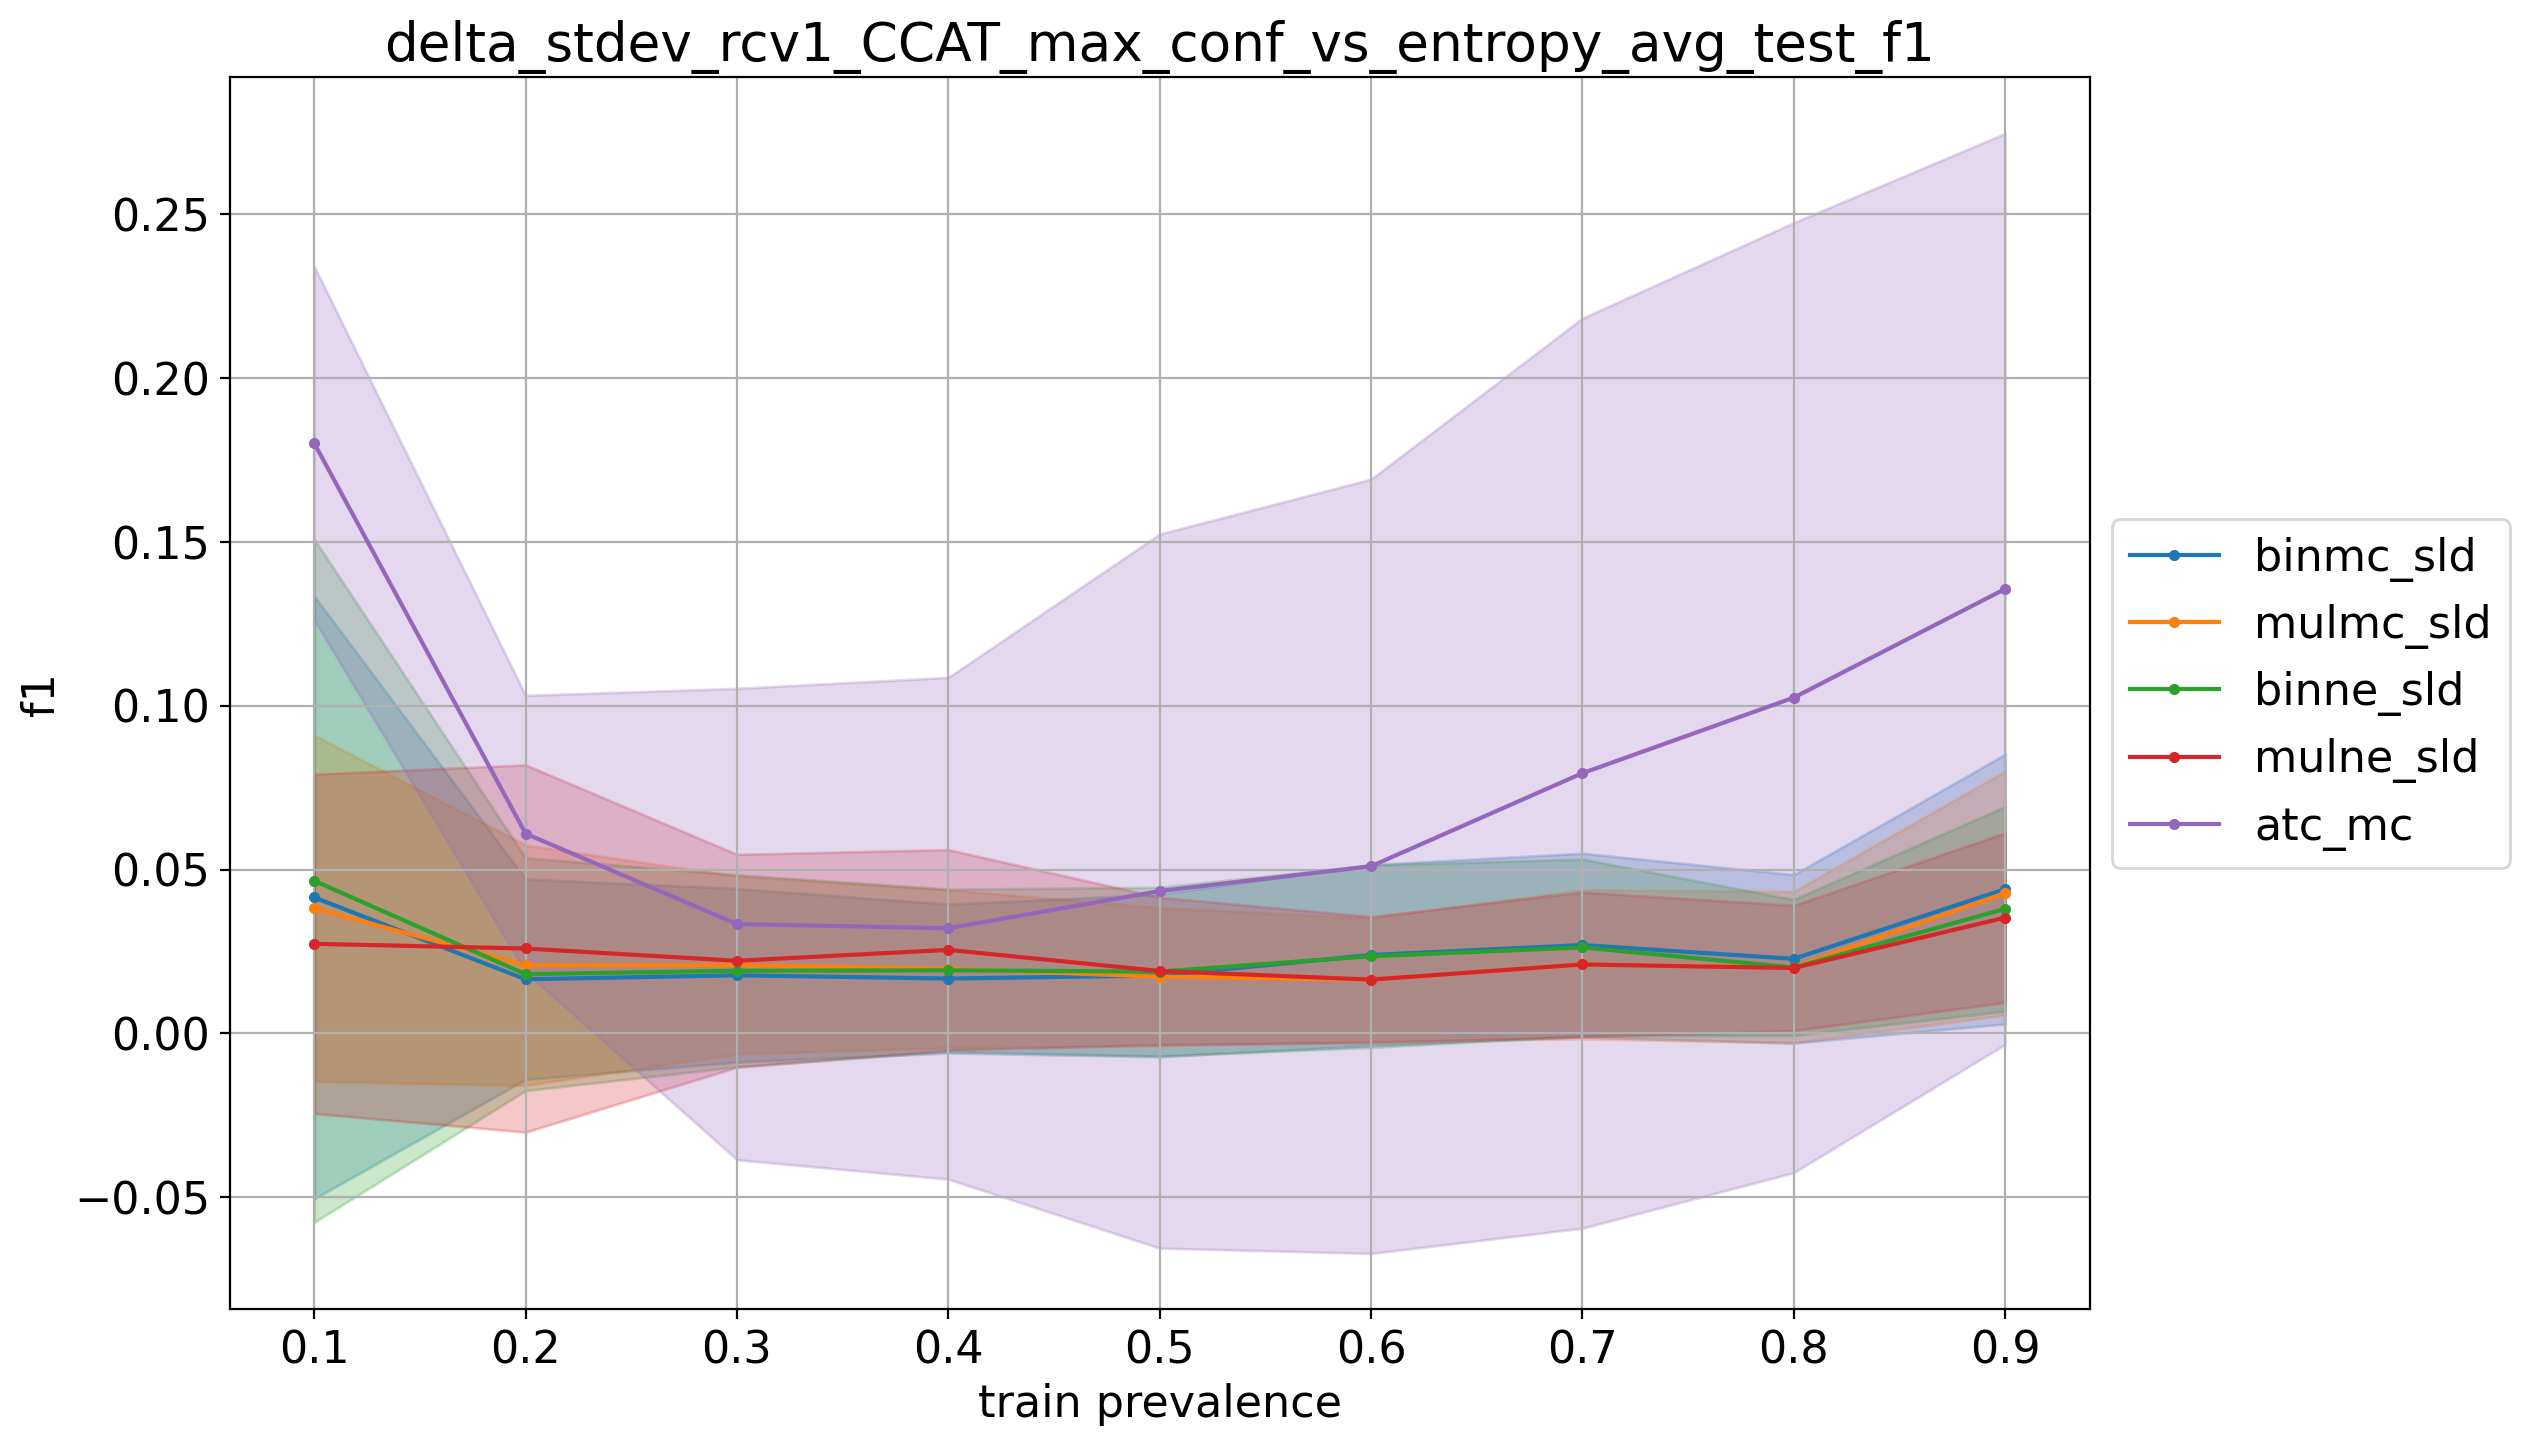 delta_stdev_rcv1_CCAT_max_conf_vs_entropy_avg_test_f1
0.25
0.20
0.15
0.10
0.05
0.00
−0.05
f1
0.1 0.2 0.3 0.4 0.5 0.6 0.7 0.8 0.9
train prevalence
binmc_sld
mulmc_sld
binne_sld
mulne_sld
atc_mc